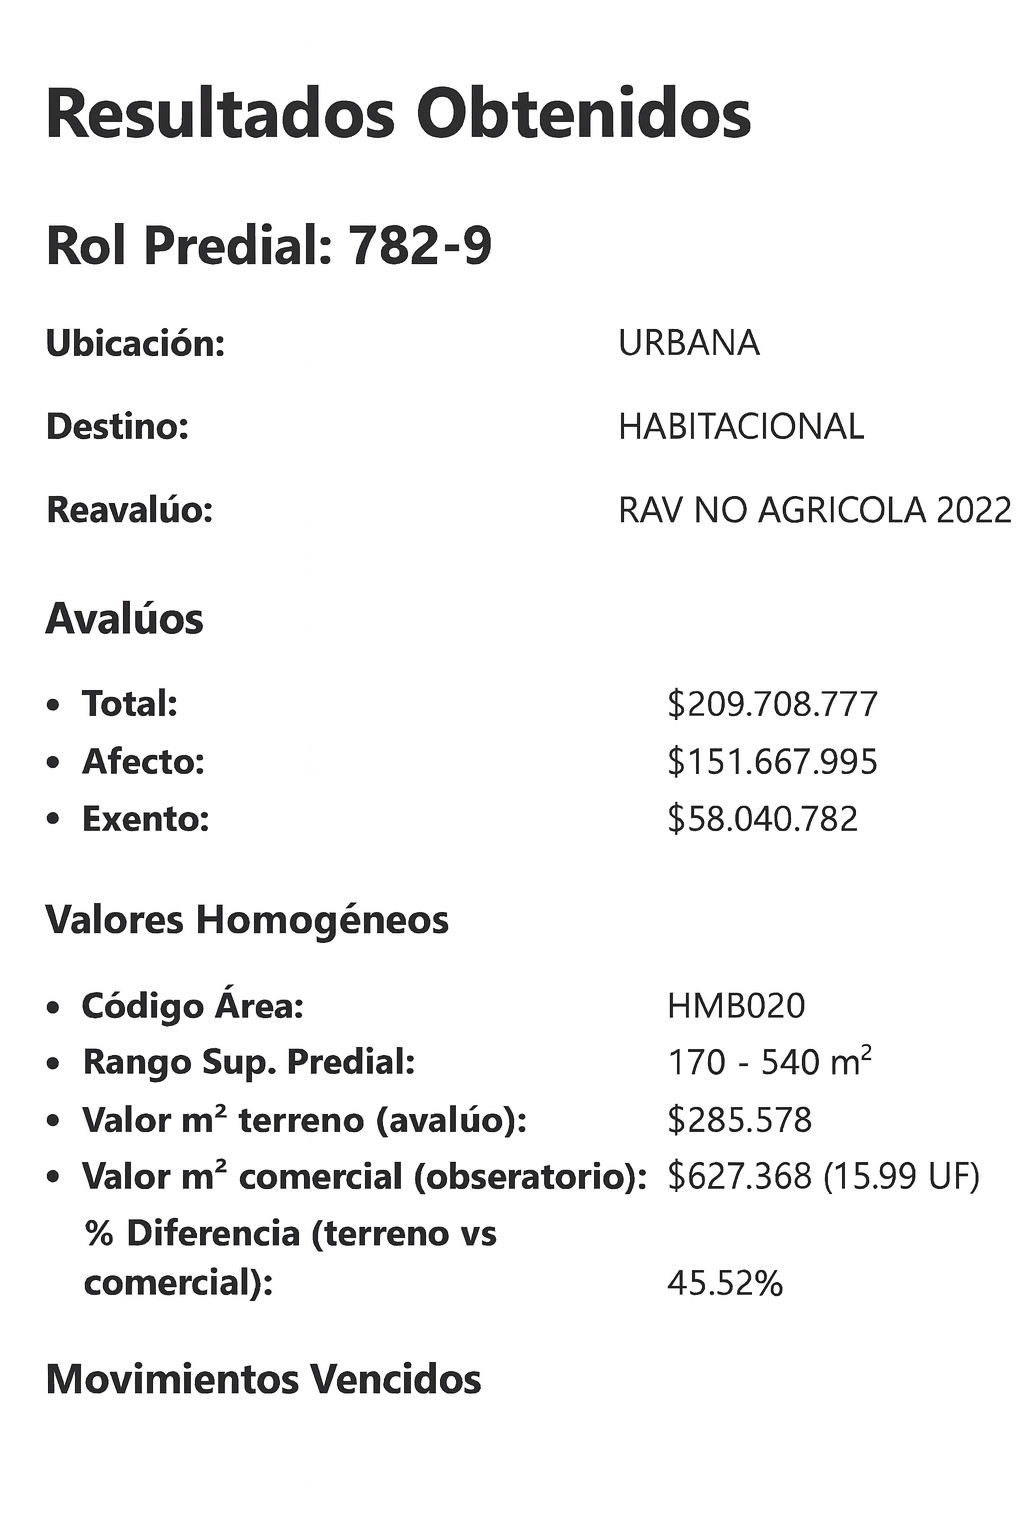 Resultados Obtenidos
Rol Predial: 782-9
Ubicación: URBANA
Destino: HABITACIONAL
Reavalúo: RAV NO AGRICOLA 2022
Avalúos
• Total: $209.708.777
• Afecto: $151.667.995
• Exento: $58.040.782
Valores Homogéneos
• Código Área: HMB020
• Rango Sup. Predial: 170 - 540 m²
• Valor m² terreno (avalúo): $285.578
• Valor m² comercial (obseratorio): $627.368 (15.99 UF)
% Diferencia (terreno vs
comercial): 45.52%
Movimientos Vencidos